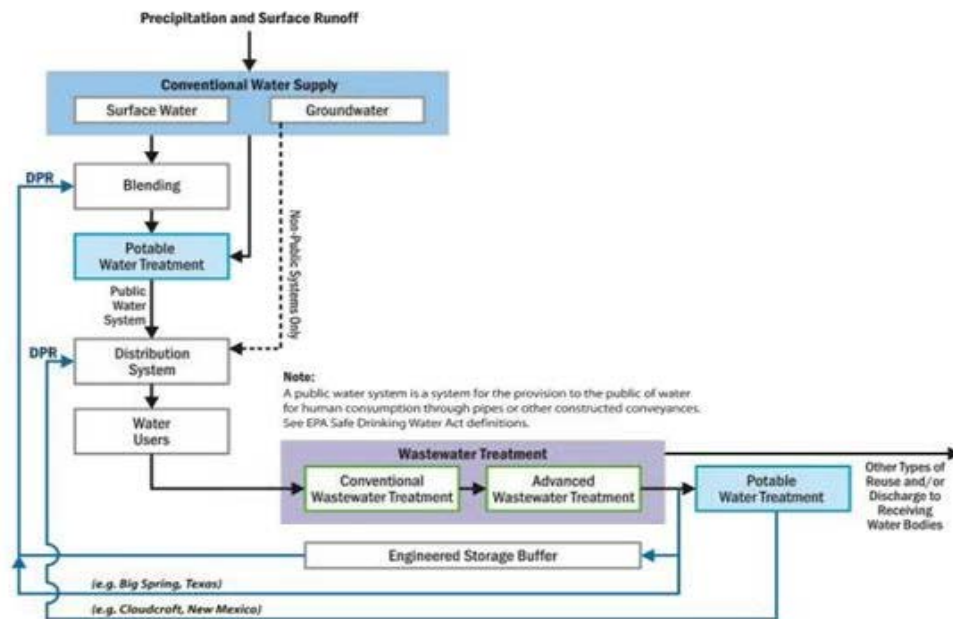 Precipitation and Surface Runoff
Conventional Water Supply
Surface Water
Groundwater
DPR
Blending
Potable
Water Treatment
Non-Public Systems Only
Public
Water
System
DPR
Distribution
System
Water
Users
Note:
A public water system is a system for the provision to the public of water
for human consumption through pipes or other constructed conveyances.
See EPA Safe Drinking Water Act definitions.
Wastewater Treatment
Conventional
Wastewater Treatment
Advanced
Wastewater Treatment
Potable
Water Treatment
Other Types of
Reuse and/or
Discharge to
Receiving
Water Bodies
Engineered Storage Buffer
(e.g. Big Spring, Texas)
(e.g. Cloudcroft, New Mexico)